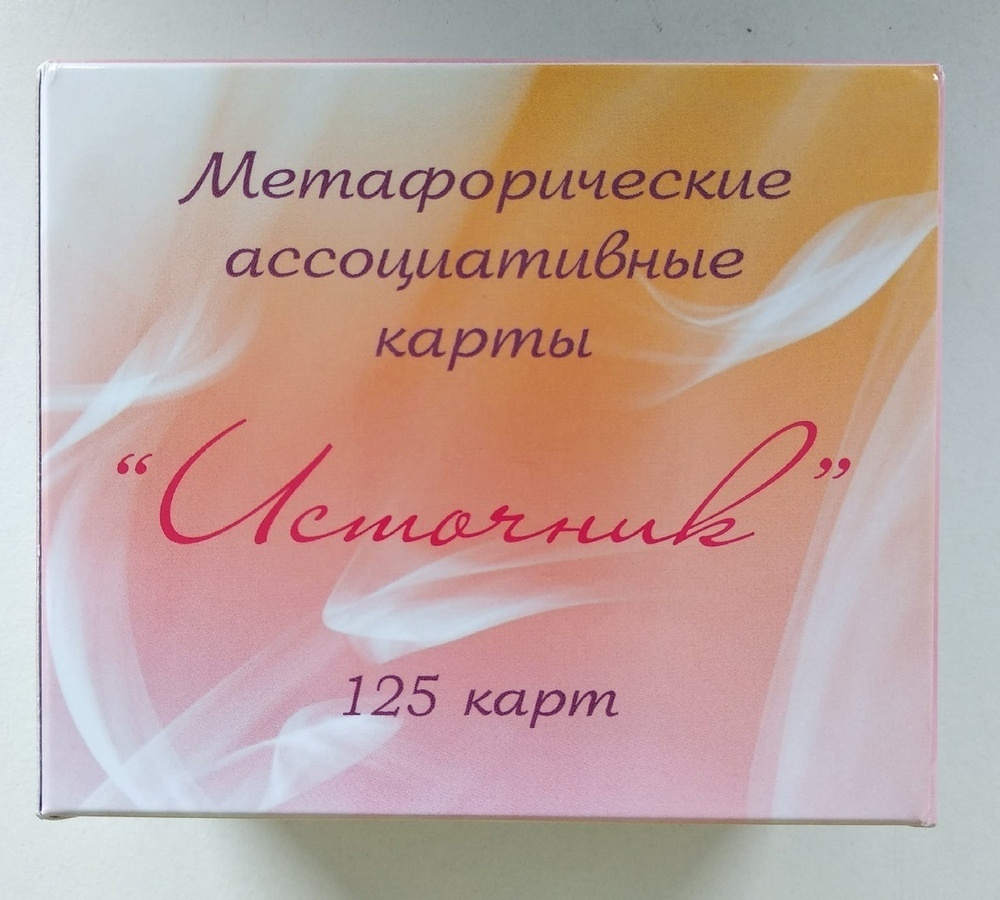 Метафорические
ассоциативные
карты
“Источник”
125 карт